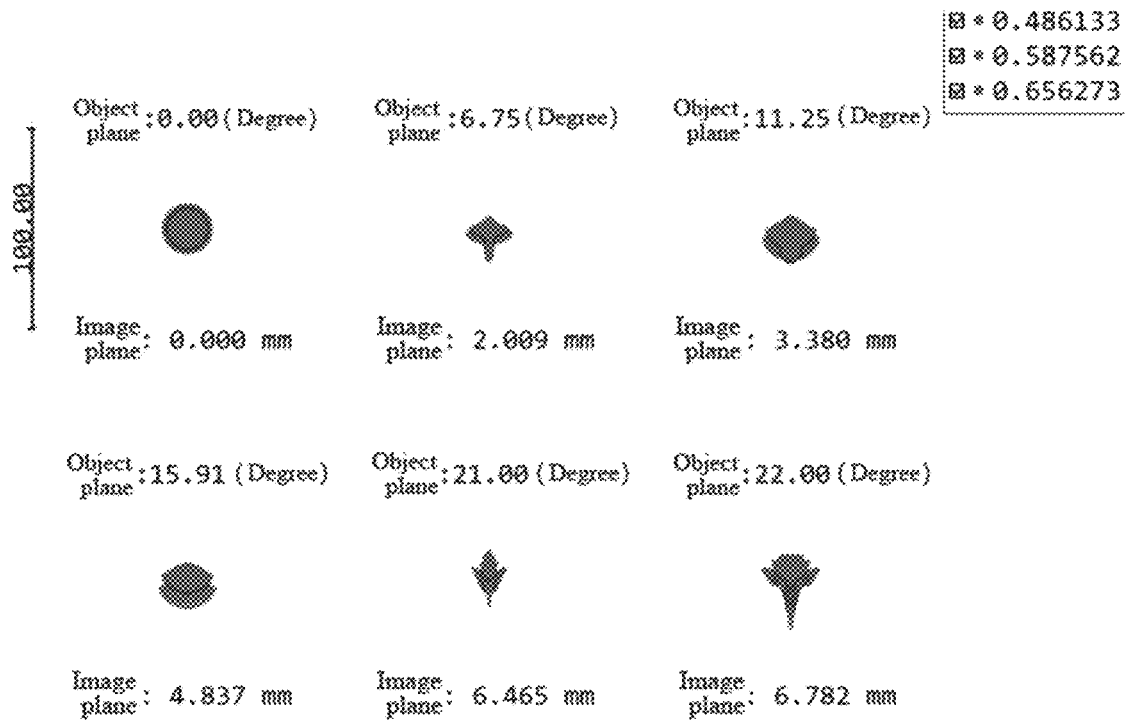 0.486133
0.587562
0.656273
Object plane:0.00(Degree)
Object plane:6.75(Degree)
Object plane:11.25(Degree)
100.00
Image plane: 0.000 mm
Image plane: 2.009 mm
Image plane: 3.380 mm
Object plane:15.91(Degree)
Object plane:21.00(Degree)
Object plane:22.00(Degree)
Image plane: 4.837 mm
Image plane: 6.465 mm
Image plane: 6.782 mm